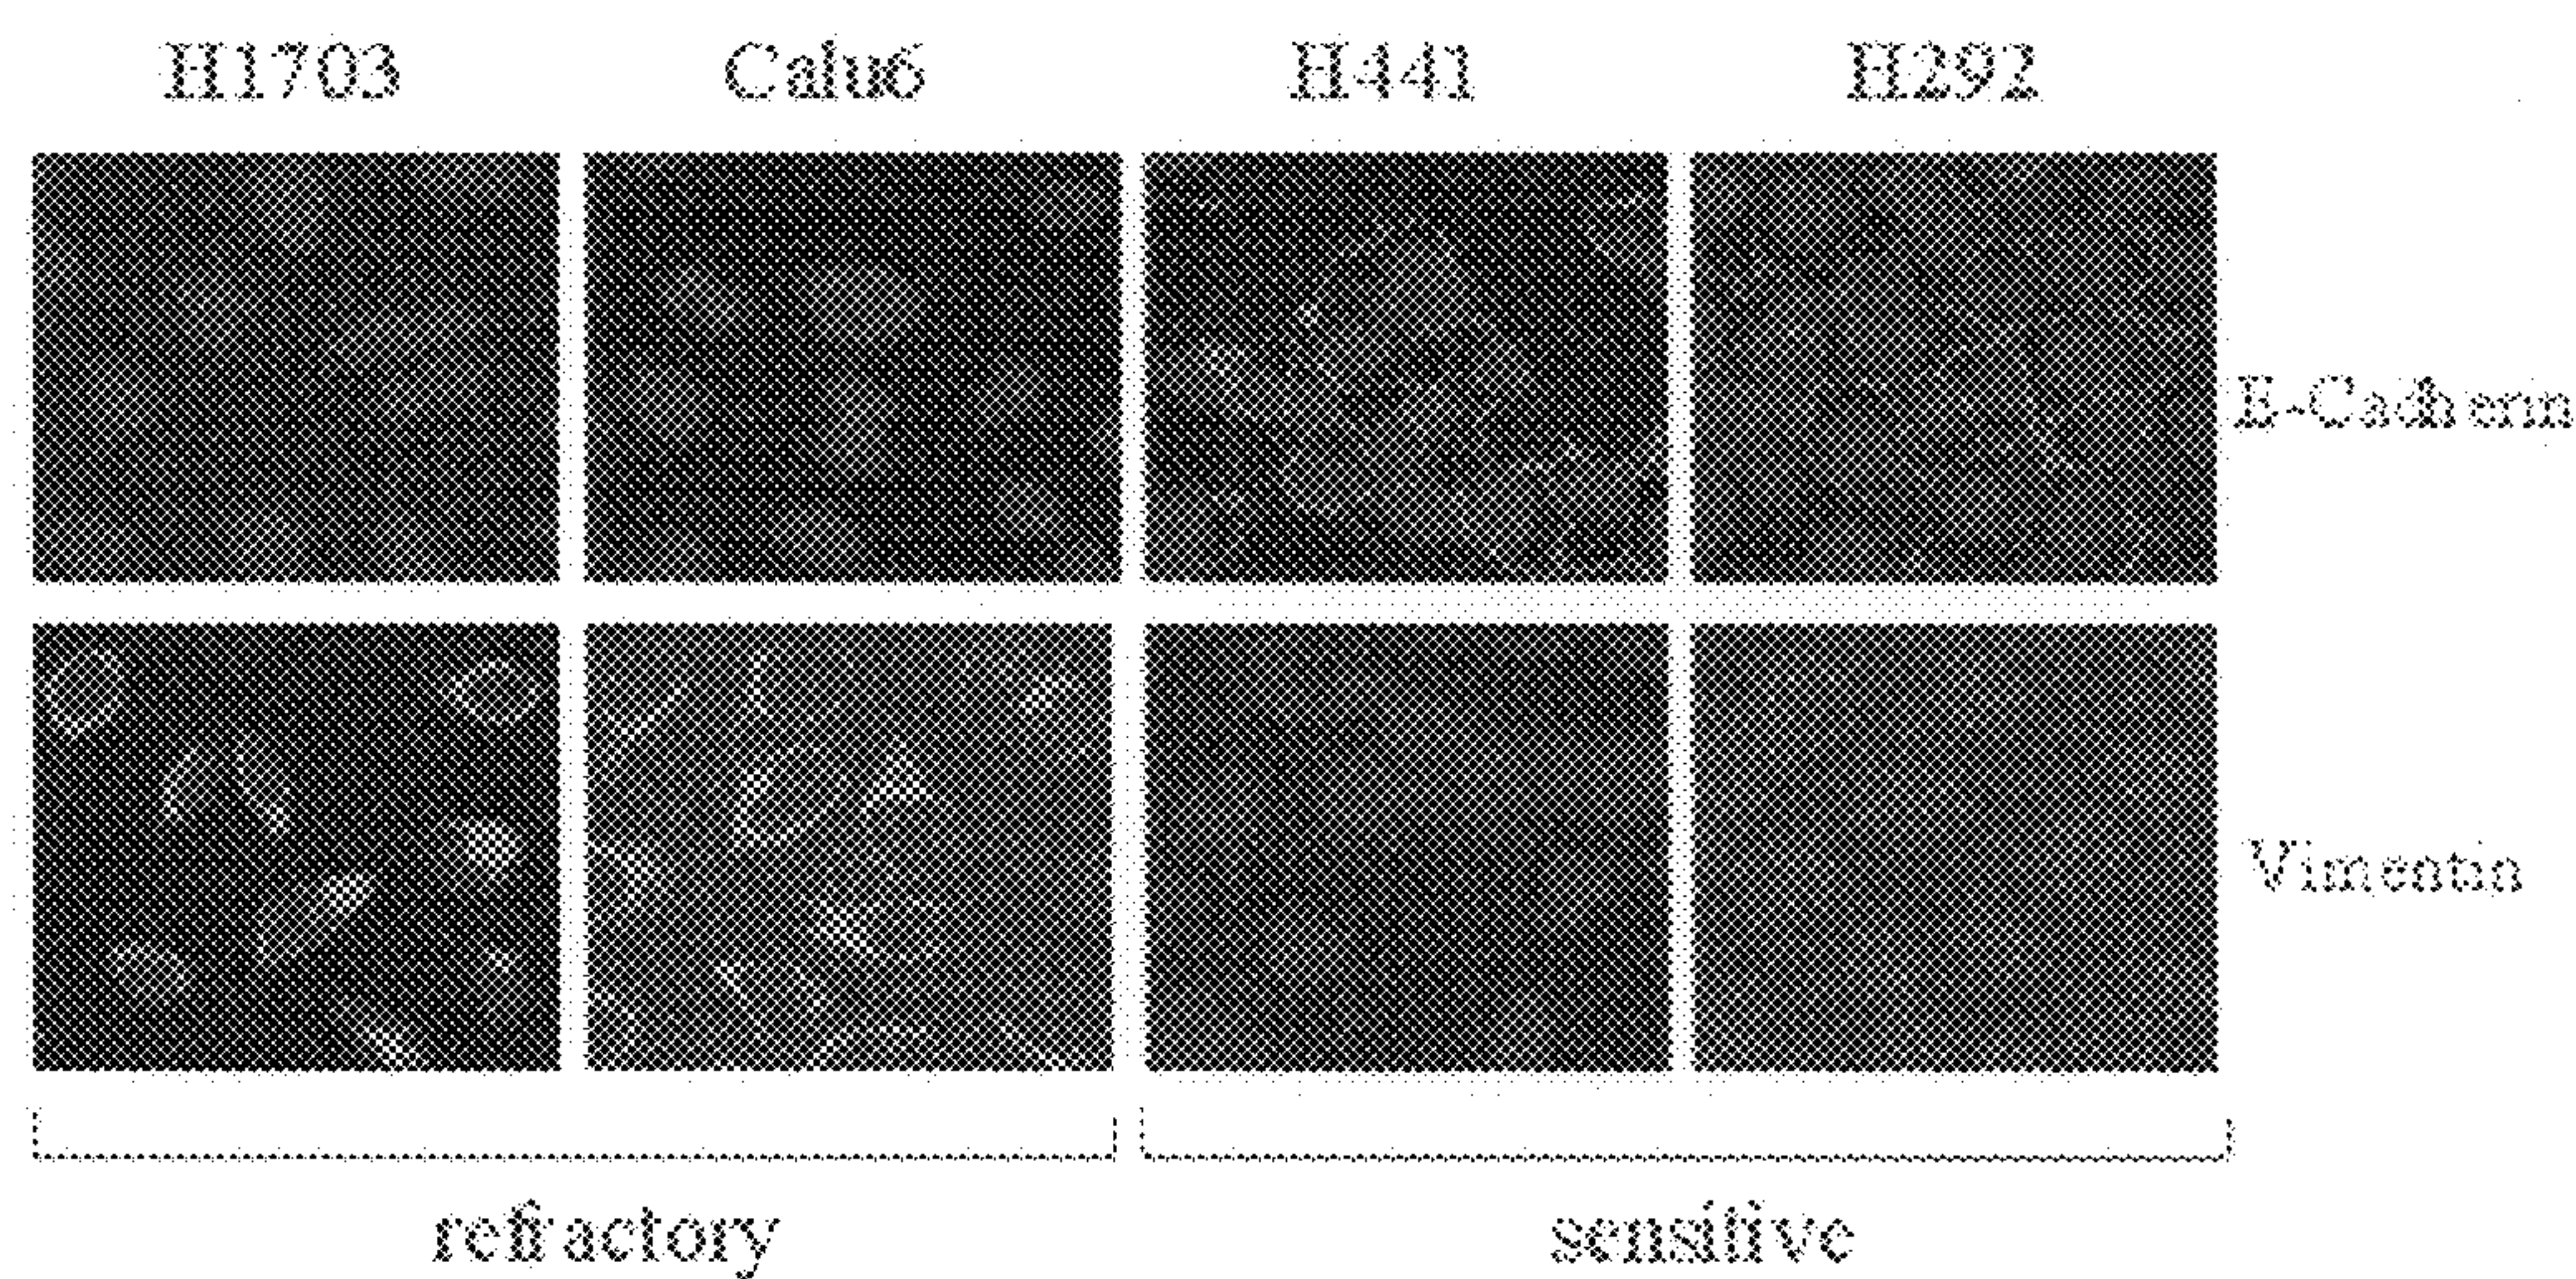 H1703 Calu6 H441 H292
E-Cadherin
Vimentin
refractory sensitive